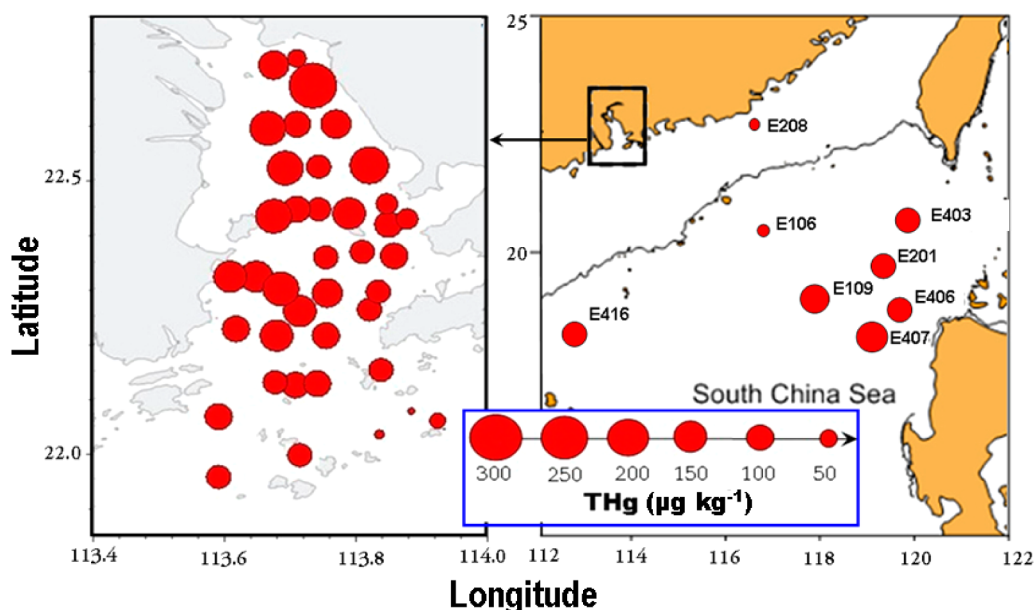 25
E208
22.5
E403
E106
20
E201
Latitude
E109
E406
E416
E407
South China Sea
22.0
300 250 200 150 100 50
THg (µg kg⁻¹)
113.4 113.6 113.8 114.0 112 114 116 118 120 122
Longitude